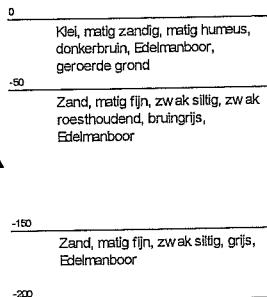 0
Klei, matig zandig, matig humeus,
donkerbruin, Edelmanboor,
geroerde grond
-50
Zand, matig fijn, zwak siltig, zwak
roesthoudend, bruingrijs,
Edelmanboor
-150
Zand, matig fijn, zwak siltig, grijs,
Edelmanboor
-200